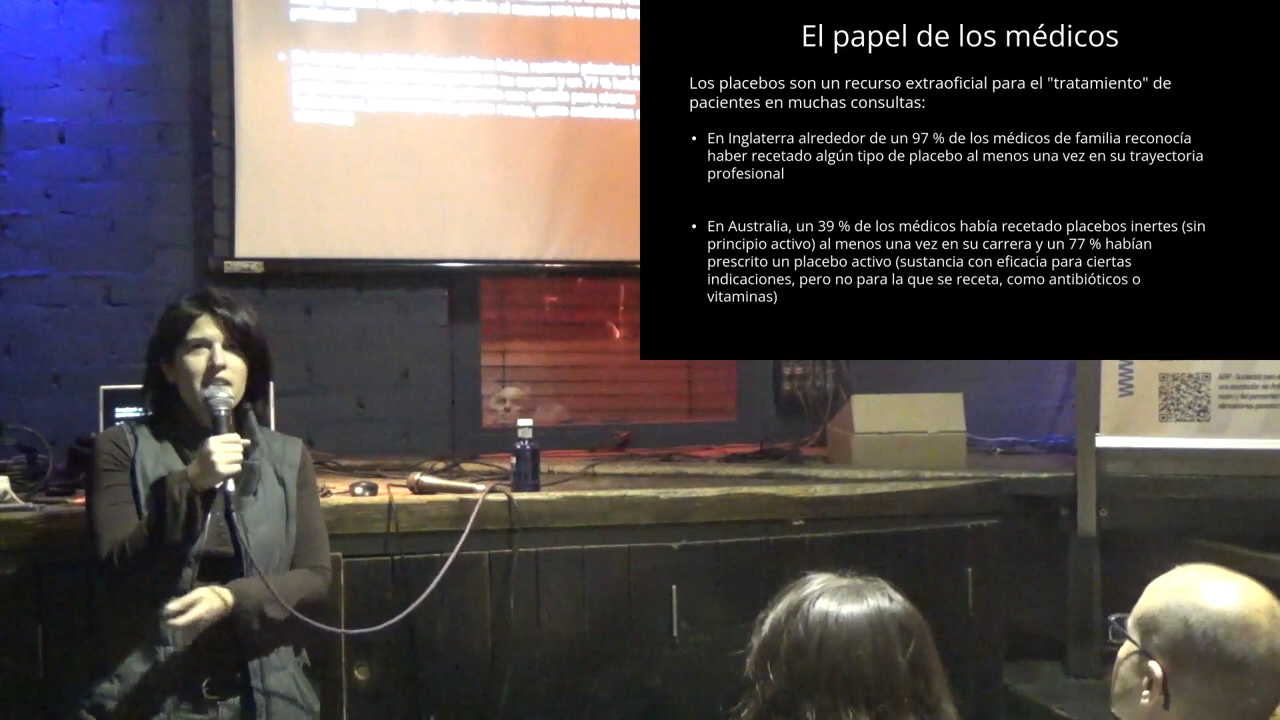 El papel de los médicos
Los placebos son un recurso extraoficial para el "tratamiento" de
pacientes en muchas consultas:
• En Inglaterra alrededor de un 97 % de los médicos de familia reconocía
haber recetado algún tipo de placebo al menos una vez en su trayectoria
profesional
• En Australia, un 39 % de los médicos había recetado placebos inertes (sin
principio activo) al menos una vez en su carrera y un 77 % habían
prescrito un placebo activo (sustancia con eficacia para ciertas
indicaciones, pero no para la que se receta, como antibióticos o
vitaminas)
www